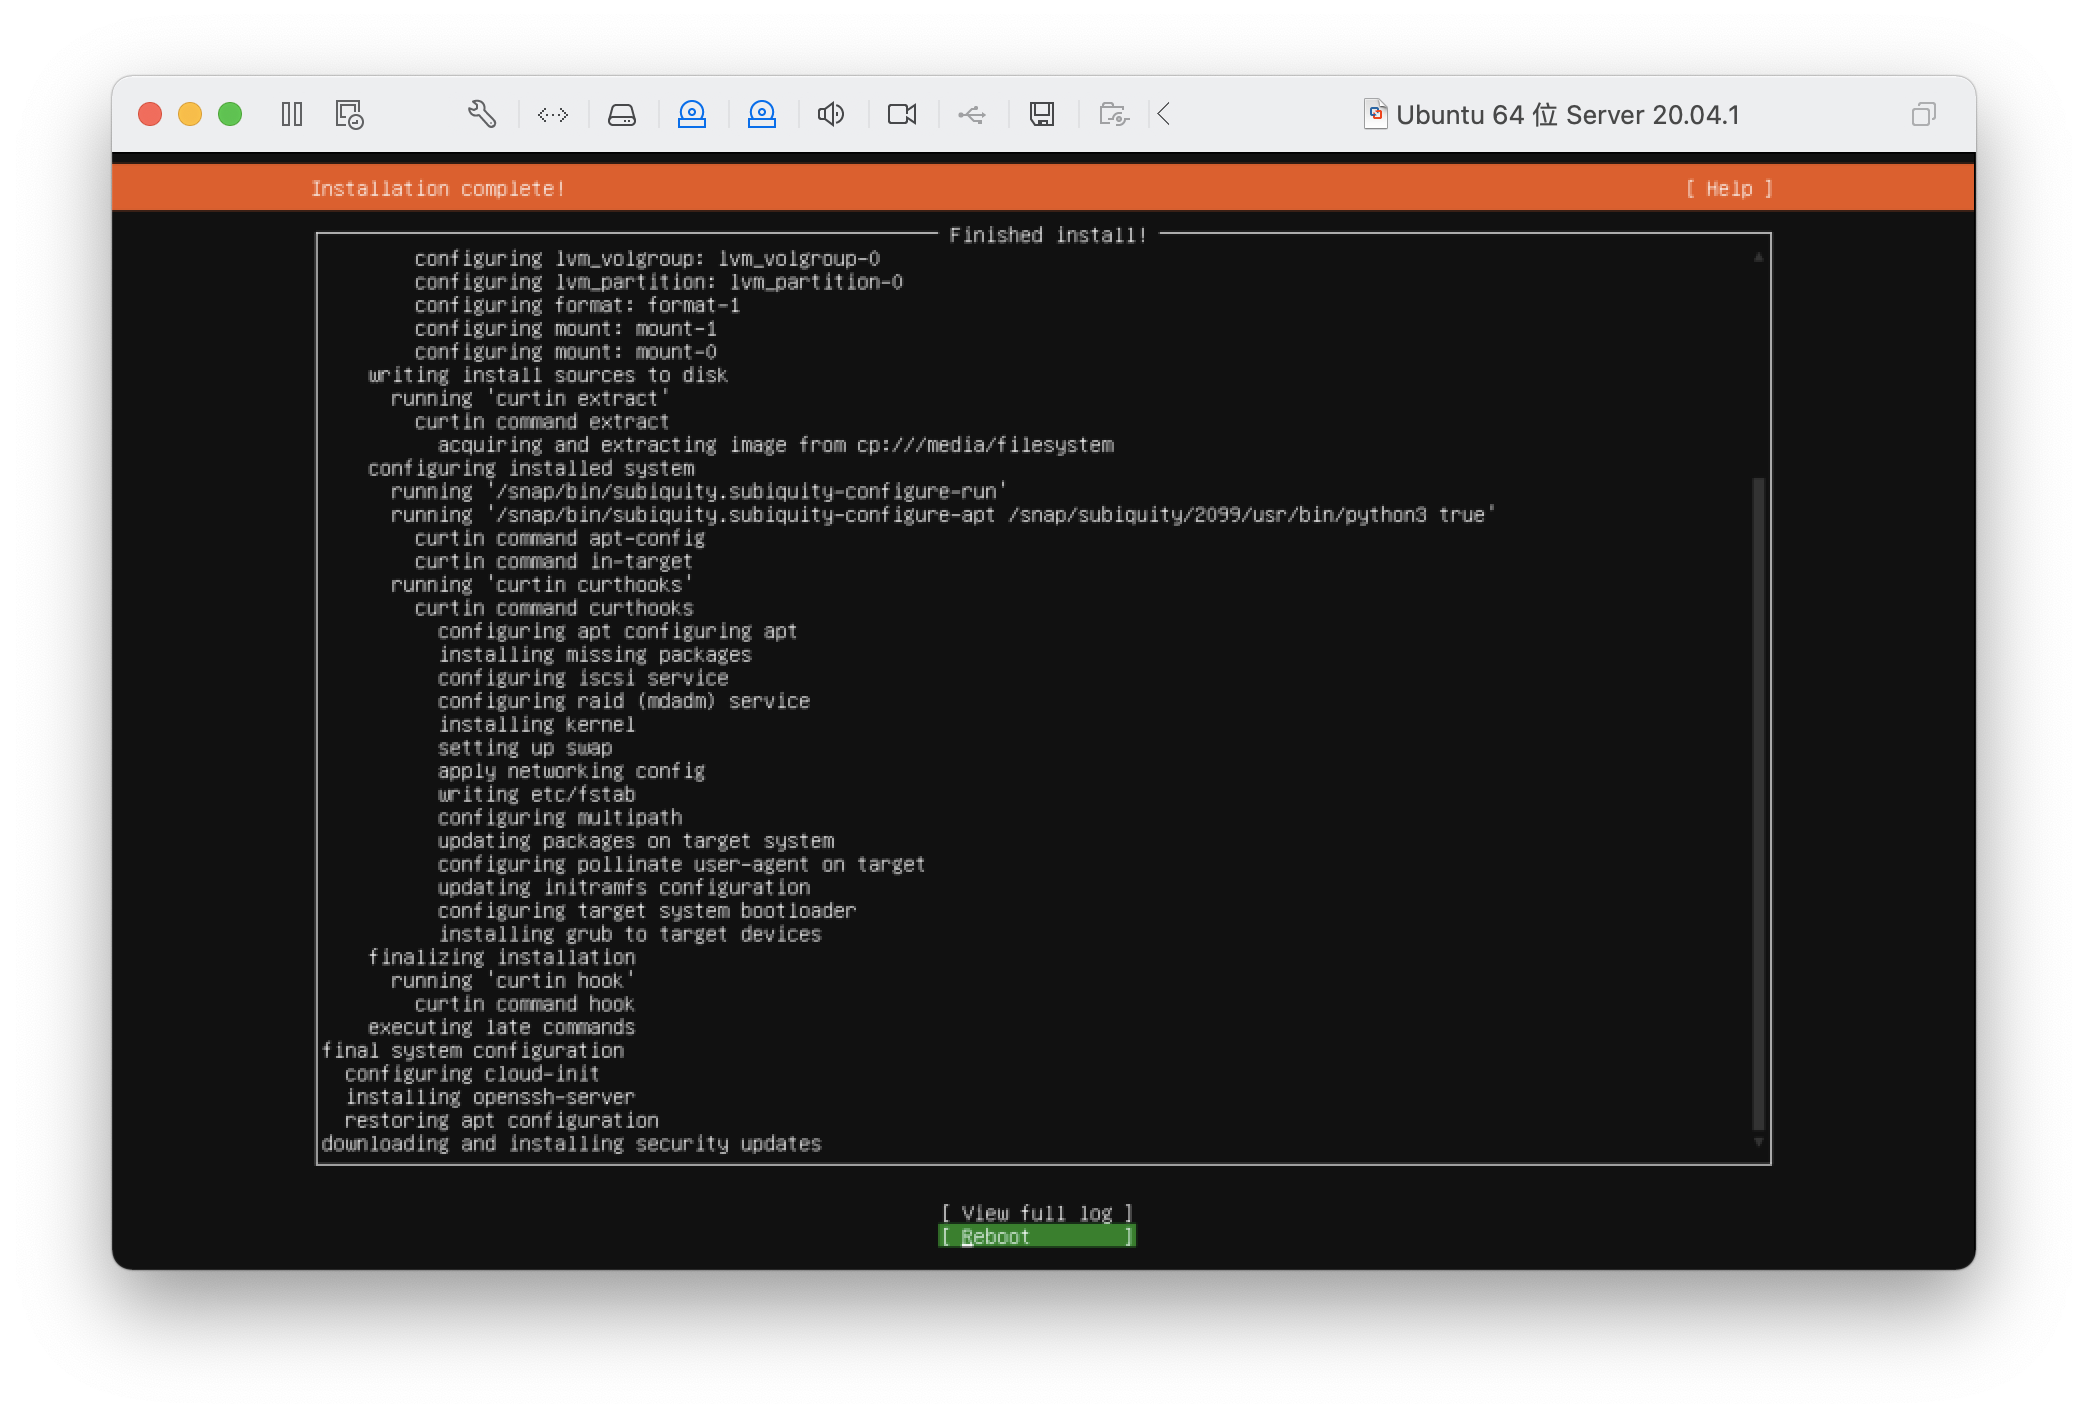 Ubuntu 64 位 Server 20.04.1
Installation complete!
[ Help ]
Finished install!
configuring lvm_volgroup: lvm_volgroup-0
configuring lvm_partition: lvm_partition-0
configuring format: format-1
configuring mount: mount-1
configuring mount: mount-0
writing install sources to disk
running 'curtin extract'
curtin command extract
acquiring and extracting image from cp:///media/filesystem
configuring installed system
running '/snap/bin/subiquity.subiquity-configure-run'
running '/snap/bin/subiquity.subiquity-configure-apt /snap/subiquity/2099/usr/bin/python3 true'
curtin command apt-config
curtin command in-target
running 'curtin curthooks'
curtin command curthooks
configuring apt configuring apt
installing missing packages
configuring iscsi service
configuring raid (mdadm) service
installing kernel
setting up swap
apply networking config
writing etc/fstab
configuring multipath
updating packages on target system
configuring pollinate user-agent on target
updating initramfs configuration
configuring target system bootloader
installing grub to target devices
finalizing installation
running 'curtin hook'
curtin command hook
executing late commands
final system configuration
configuring cloud-init
installing openssh-server
restoring apt configuration
downloading and installing security updates
[ View full log ]
[ Reboot ]